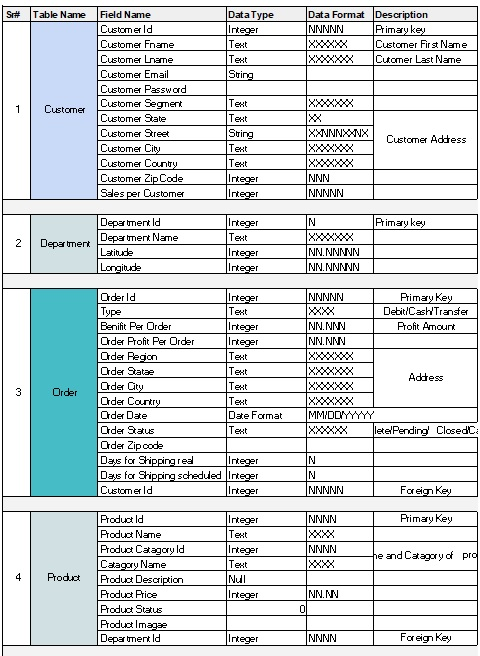 Sr# Table Name Field Name Data Type Data Format Description
1 Customer
Customer Id Integer NNNNN Primary key
Customer Fname Text XXXXXX Customer First Name
Customer Lname Text XXXXXXX Cutomer Last Name
Customer Email String
Customer Password
Customer Segment Text XXXXXXX
Customer State Text XX
Customer Street String XXNNNXXNX
Customer City Text XXXXXXX
Customer Country Text XXXXXXX
Customer Address
Customer Zip Code Integer NNN
Sales per Customer Integer NNNNN
2 Department
Department Id Integer N Primary key
Department Name Text XXXXXXX
Latitude Integer NN.NNNNN
Longitude Integer NN.NNNNN
3 Order
Order Id Integer NNNNN Primary Key
Type Text XXXX Debit/Cash/Transfer
Benifit Per Order Integer NN.NNN Profit Amount
Order Profit Per Order Integer NN.NNN
Order Region Text XXXXXXX
Order Statae Text XXXXXXX
Order City Text XXXXXXX
Order Country Text XXXXXXX
Address
Order Date Date Format MM/DD/YYYYY
Order Status Text XXXXXX lete/Pending/ Closed/Ca
Order Zip code
Days for Shipping real Integer N
Days for Shipping scheduled Integer N
Customer Id Integer NNNNN Foreign Key
4 Product
Product Id Integer NNNN Primary Key
Product Name Text XXXX
Product Catagory Id Integer NNNN
Catagory Name Text XXXX
ne and Catagory of pro
Product Description Null
Product Price Integer NN.NN
Product Status 0
Product Imagae
Department Id Integer NNNN Foreign Key